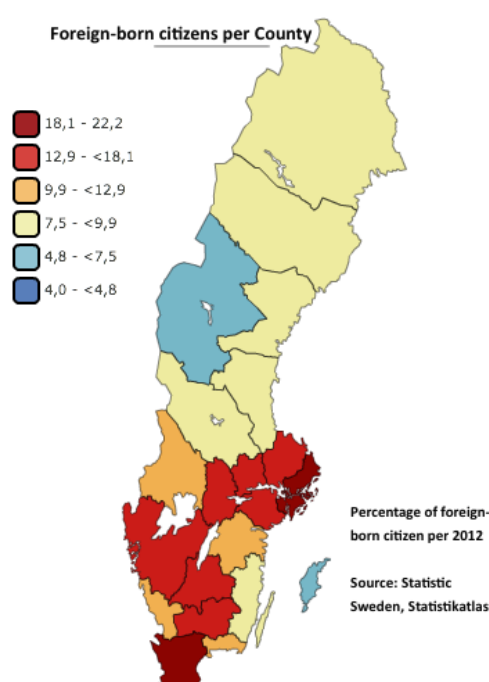 Foreign-born citizens per County
18,1 - 22,2
12,9 - <18,1
9,9 - <12,9
7,5 - <9,9
4,8 - <7,5
4,0 - <4,8
Percentage of foreign-
born citizen per 2012
Source: Statistic
Sweden, Statistikatlas